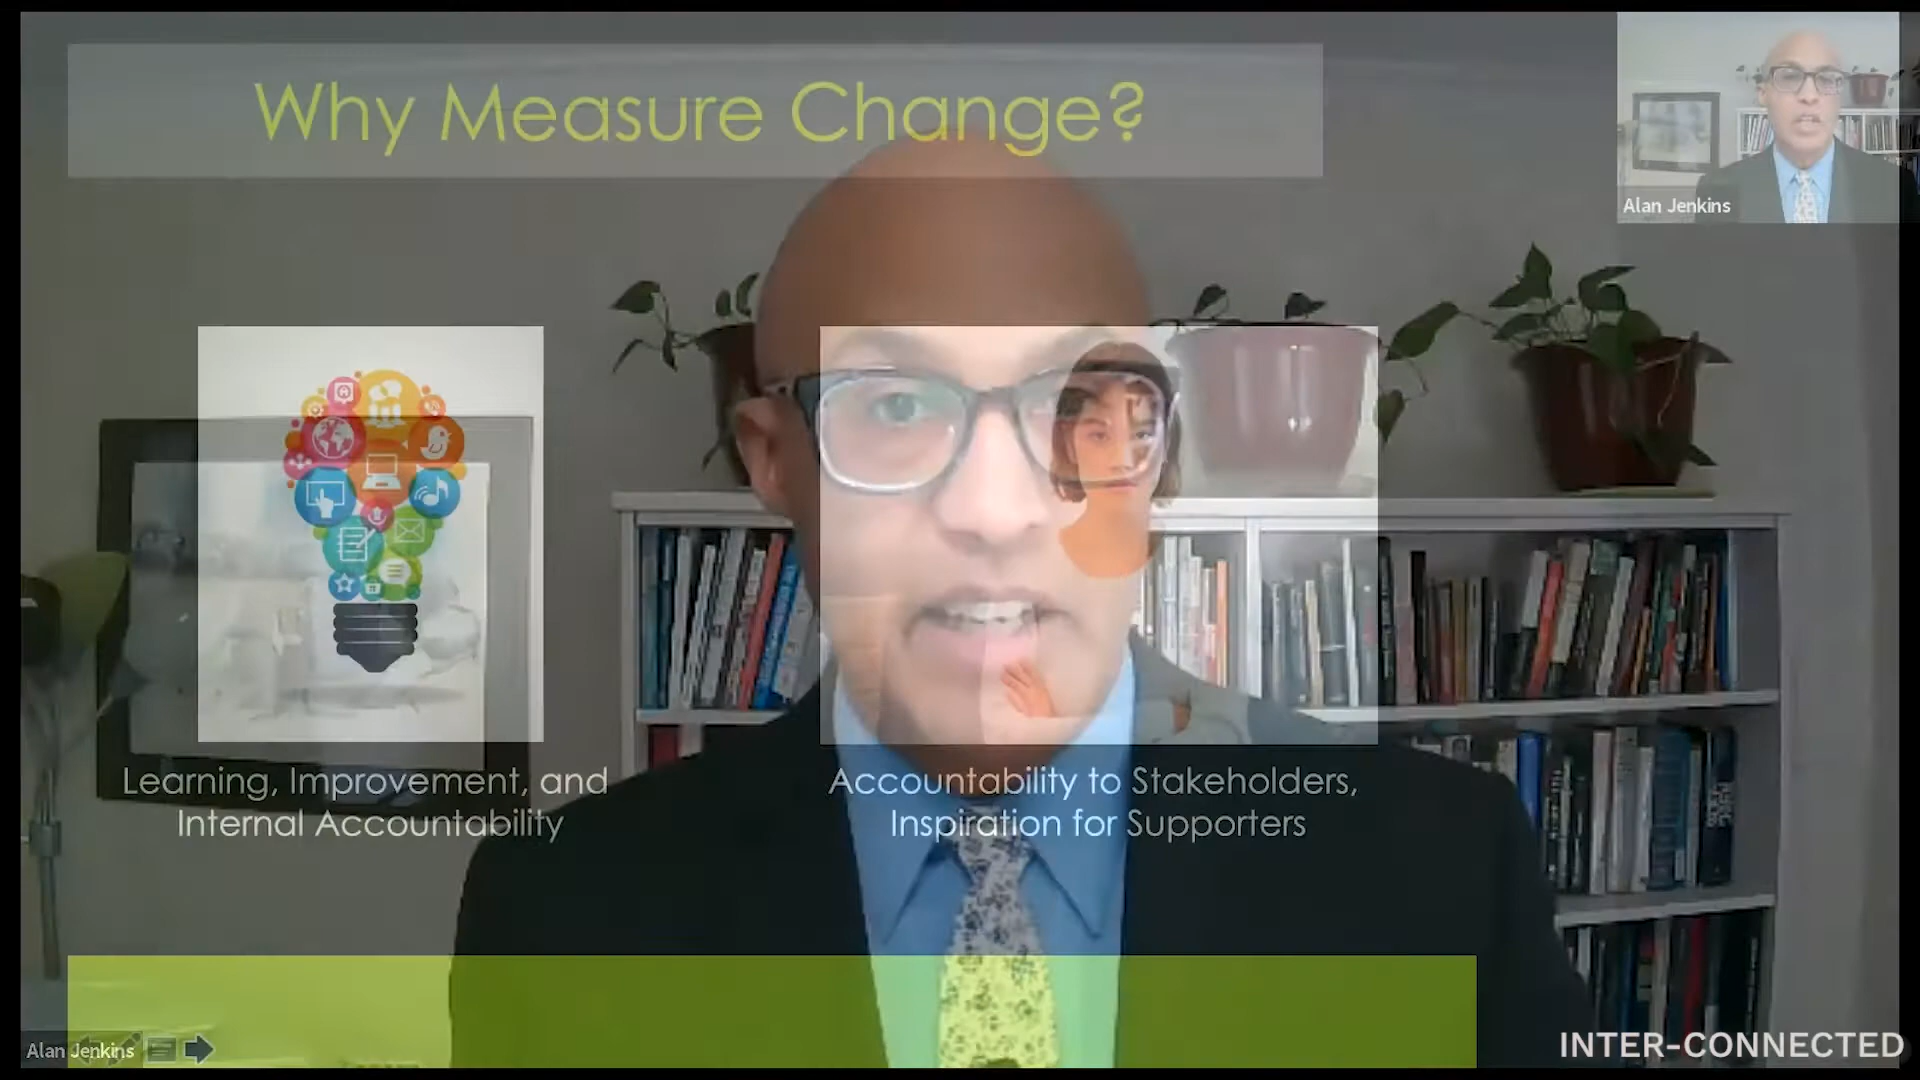 Why Measure Change?
Alan Jenkins
Learning, Improvement, and
Internal Accountability
Accountability to Stakeholders,
Inspiration for Supporters
Alan Jenkins
INTER-CONNECTED